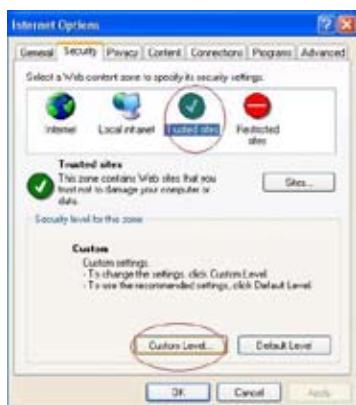 Internet Options
General Security Privacy Content Connections Programs Advanced
Select a Web content zone to specify its security settings.
Internet Local intranet Trusted sites Restricted sites
Trusted sites
This zone contains Web sites that you
trust not to damage your computer or
data.
Sites...
Security level for this zone
Custom
Custom settings.
- To change the settings, click Custom Level
- To use the recommended settings, click Default Level
Custom Level... Default Level
OK Cancel Apply